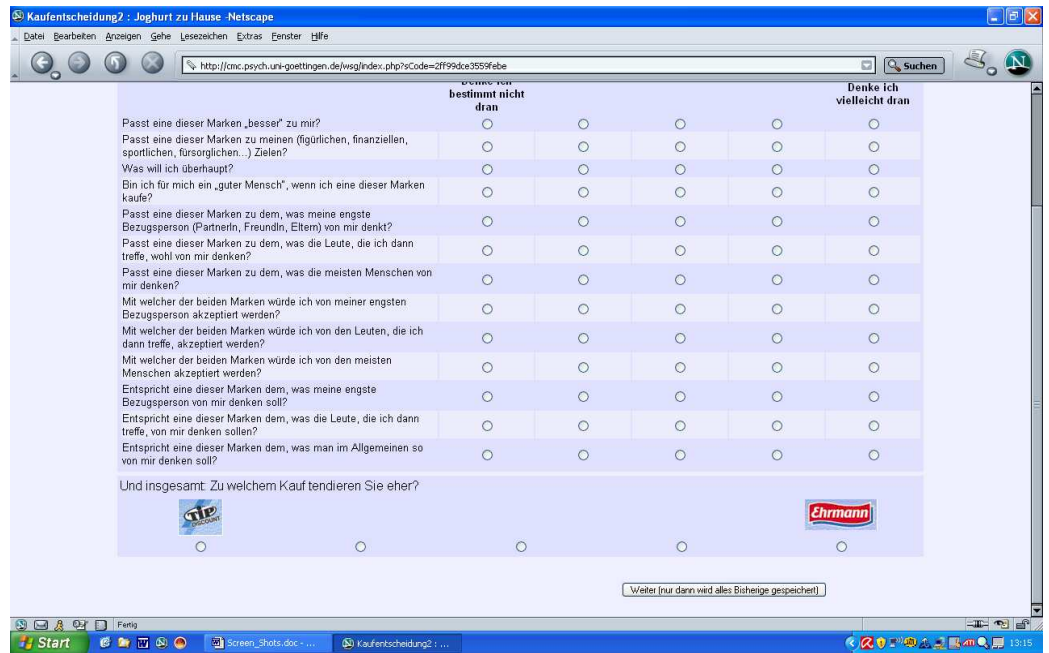 Kaufentscheidung2 : Joghurt zu Hause -Netscape
Datei Bearbeiten Anzeigen Gehe Lesezeichen Extras Fenster Hilfe
http://cmc.psych.uni-goettingen.de/wsg/index.php?sCode=2ff99dce3559febe
Suchen
N
Denke ich
bestimmt nicht
dran
Denke ich
vielleicht dran
Passt eine dieser Marken „besser" zu mir?
Passt eine dieser Marken zu meinen (figürlichen, finanziellen,
sportlichen, fürsorglichen...) Zielen?
Was will ich überhaupt?
Bin ich für mich ein „guter Mensch", wenn ich eine dieser Marken
kaufe?
Passt eine dieser Marken zu dem, was meine engste
Bezugsperson (PartnerIn, FreundIn, Eltern) von mir denkt?
Passt eine dieser Marken zu dem, was die Leute, die ich dann
treffe, wohl von mir denken?
Passt eine dieser Marken zu dem, was die meisten Menschen von
mir denken?
Mit welcher der beiden Marken würde ich von meiner engsten
Bezugsperson akzeptiert werden?
Mit welcher der beiden Marken würde ich von den Leuten, die ich
dann treffe, akzeptiert werden?
Mit welcher der beiden Marken würde ich von den meisten
Menschen akzeptiert werden?
Entspricht eine dieser Marken dem, was meine engste
Bezugsperson von mir denken soll?
Entspricht eine dieser Marken dem, was die Leute, die ich dann
treffe, von mir denken sollen?
Entspricht eine dieser Marken dem, was man im Allgemeinen so
von mir denken soll?
Und insgesamt: Zu welchem Kauf tendieren Sie eher?
TIP
DISCOUNT
Ehrmann
Weiter (nur dann wird alles Bisherige gespeichert)
Fertig
Start
Screen_Shots.doc - ...
Kaufentscheidung2 : ...
13:15